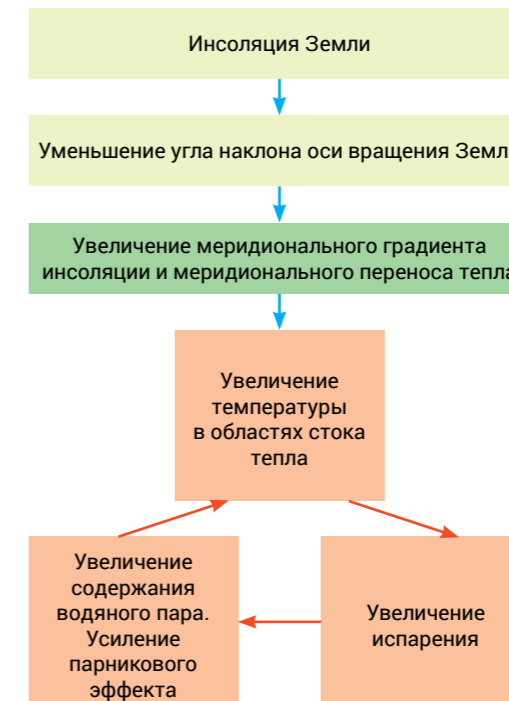 Инсоляция Земли
Уменьшение угла наклона оси вращения Земл
Увеличение меридионального градиента
инсоляции и меридионального переноса тепла
Увеличение
температуры
в областях стока
тепла
Увеличение
содержания
водяного пара.
Усиление
парникового
эффекта
Увеличение
испарения